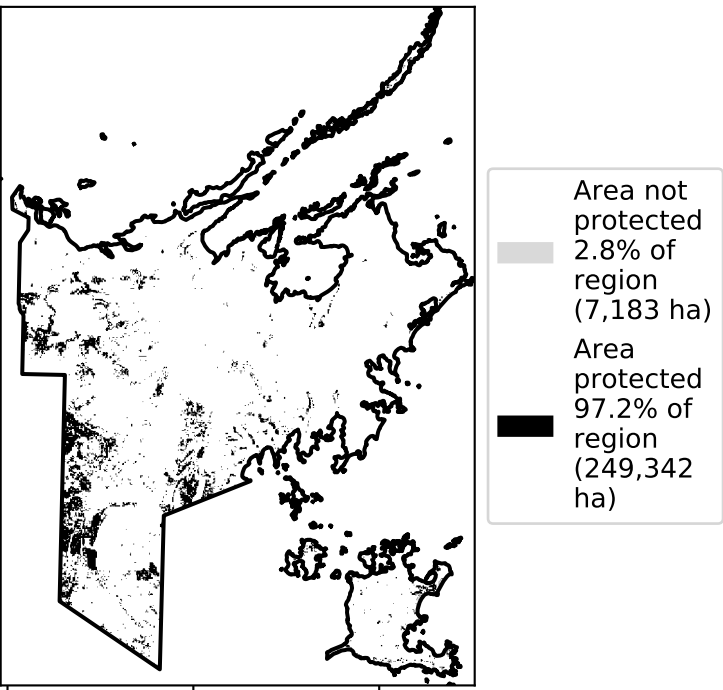 Area not
protected
2.8% of
region
(7,183 ha)
Area
protected
97.2% of
region
(249,342
ha)